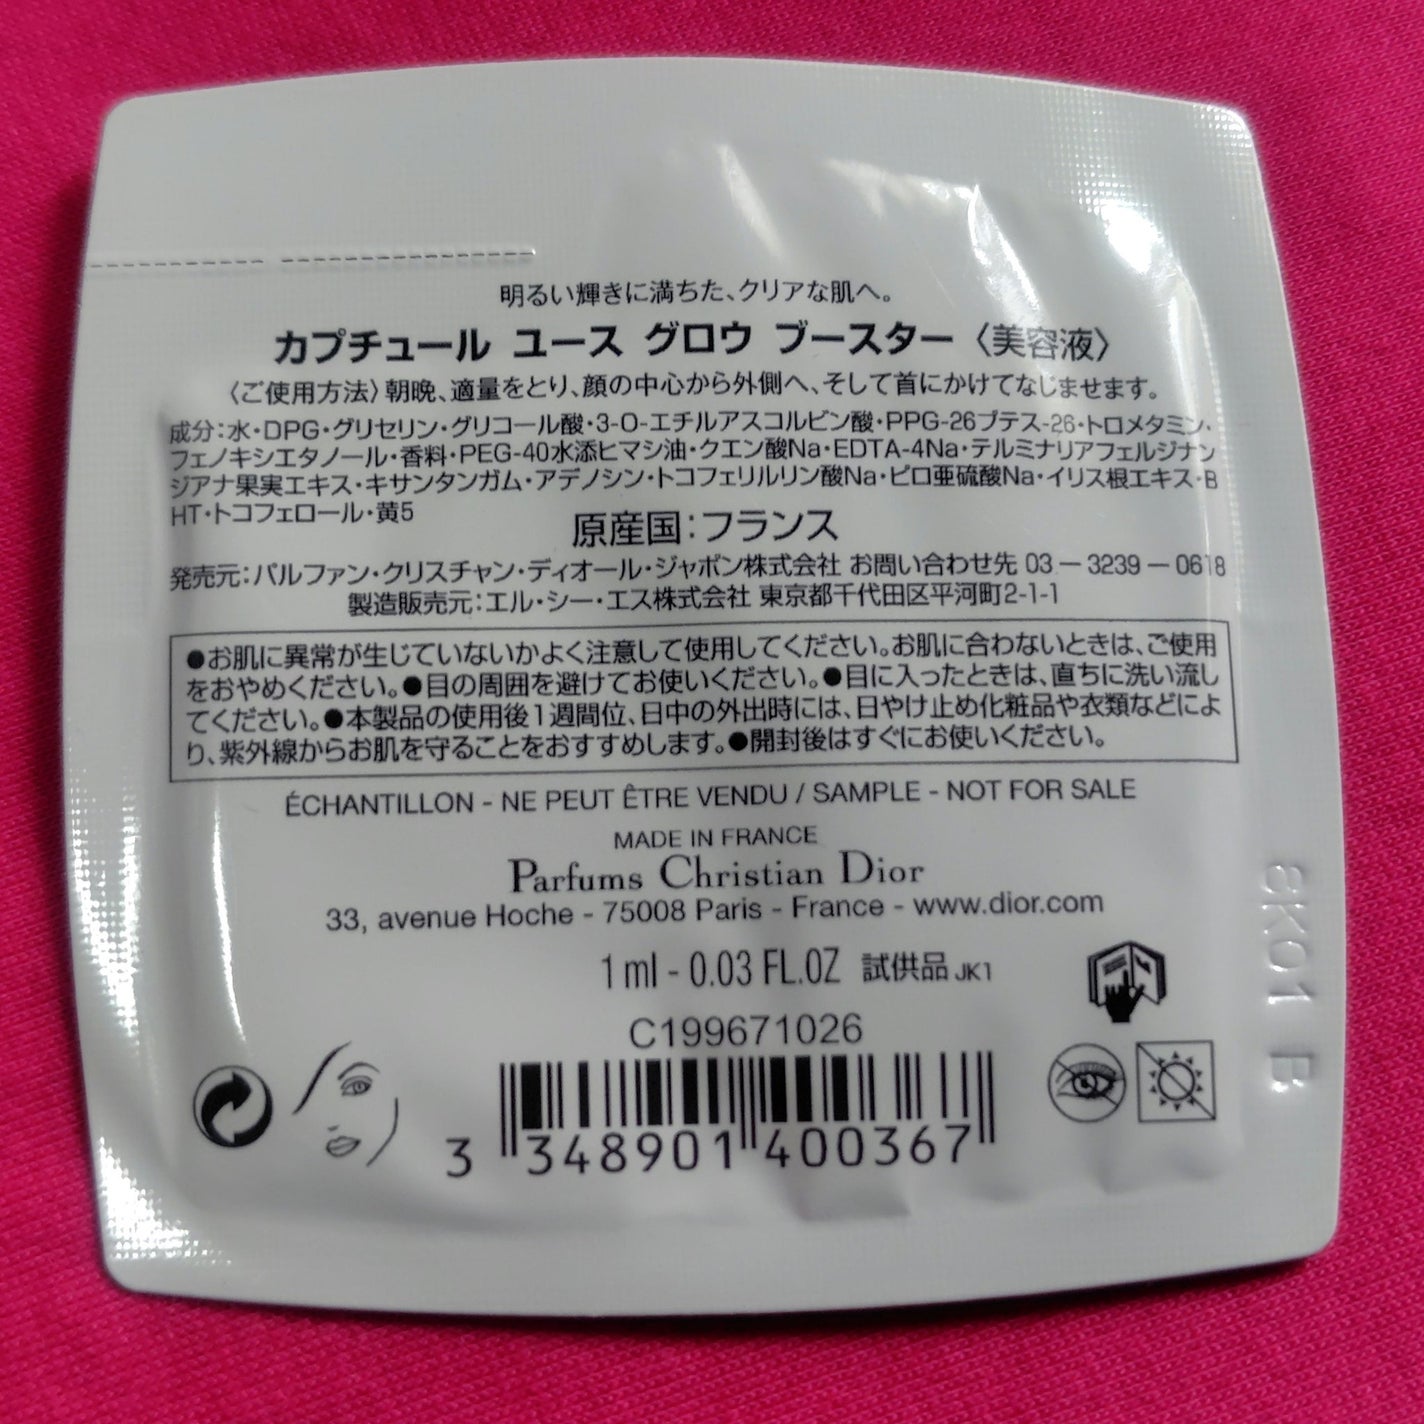 明るい輝きに満ちた、クリアな肌へ。
カプチュール ユース グロウ ブースター〈美容液〉
〈ご使用方法〉朝晩、適量をとり、顔の中心から外側へ、そして首にかけてなじませます。
成分:水・DPG・グリセリン・グリコール酸・3-O-エチルアスコルビン酸・PPG-26ブテス-26・トロメタミン・
フェノキシエタノール・香料・PEG-40水添ヒマシ油・クエン酸Na・EDTA-4Na・テルミナリアフェルジナン
ジアナ果実エキス・キサンタンガム・アデノシン・トコフェリルリン酸Na・ピロ亜硫酸Na・イリス根エキス・B
HT・トコフェロール・黄5
原産国:フランス
発売元:パルファン・クリスチャン・ディオール・ジャポン株式会社 お問い合わせ先 03－3239－0618
製造販売元:エル・シー・エス株式会社 東京都千代田区平河町2-1-1
●お肌に異常が生じていないかよく注意して使用してください。お肌に合わないときは、ご使用
をおやめください。●目の周囲を避けてお使いください。●目に入ったときは、直ちに洗い流し
てください。●本製品の使用後1週間位、日中の外出時には、日やけ止め化粧品や衣類などによ
り、紫外線からお肌を守ることをおすすめします。●開封後はすぐにお使いください。
ÉCHANTILLON - NE PEUT ÊTRE VENDU / SAMPLE - NOT FOR SALE
MADE IN FRANCE
Parfums Christian Dior
33, avenue Hoche - 75008 Paris - France - www.dior.com
1 ml - 0.03 FL.OZ 試供品 JK1
C199671026
3 348901 400367